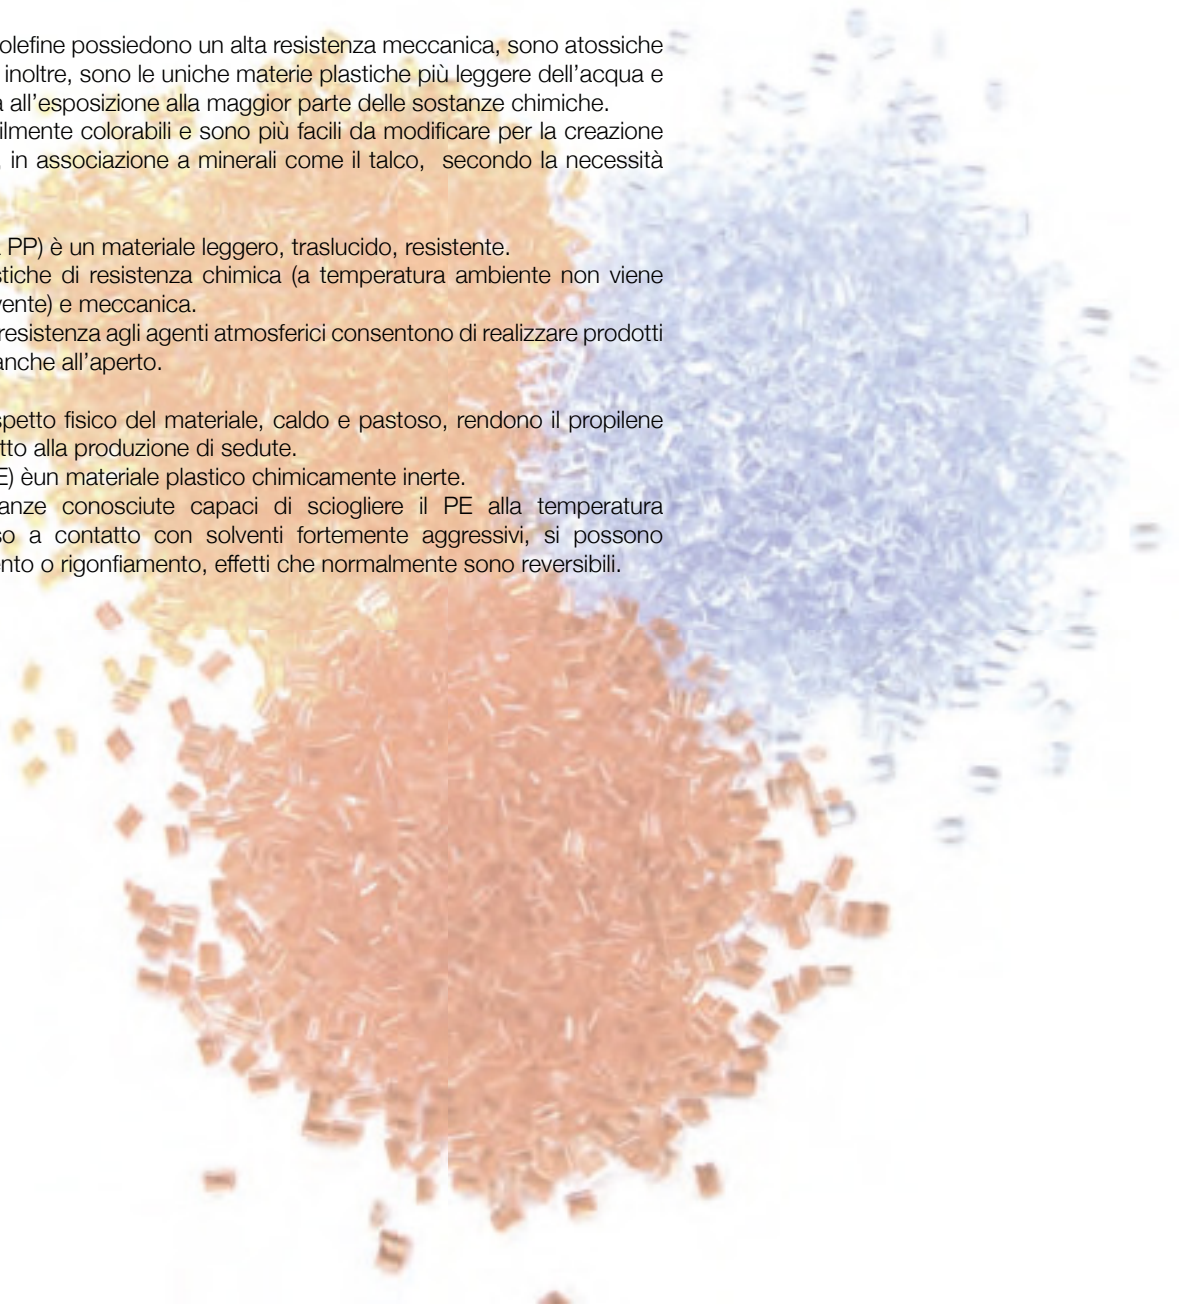 olefine possiedono un alta resistenza meccanica, sono atossiche
inoltre, sono le uniche materie plastiche più leggere dell'acqua e
a all'esposizione alla maggior parte delle sostanze chimiche.
ilmente colorabili e sono più facili da modificare per la creazione
in associazione a minerali come il talco, secondo la necessità
PP) è un materiale leggero, traslucido, resistente.
stiche di resistenza chimica (a temperatura ambiente non viene
vente) e meccanica.
resistenza agli agenti atmosferici consentono di realizzare prodotti
anche all'aperto.
spetto fisico del materiale, caldo e pastoso, rendono il propilene
tto alla produzione di sedute.
E) èun materiale plastico chimicamente inerte.
anze conosciute capaci di sciogliere il PE alla temperatura
so a contatto con solventi fortemente aggressivi, si possono
ento o rigonfiamento, effetti che normalmente sono reversibili.